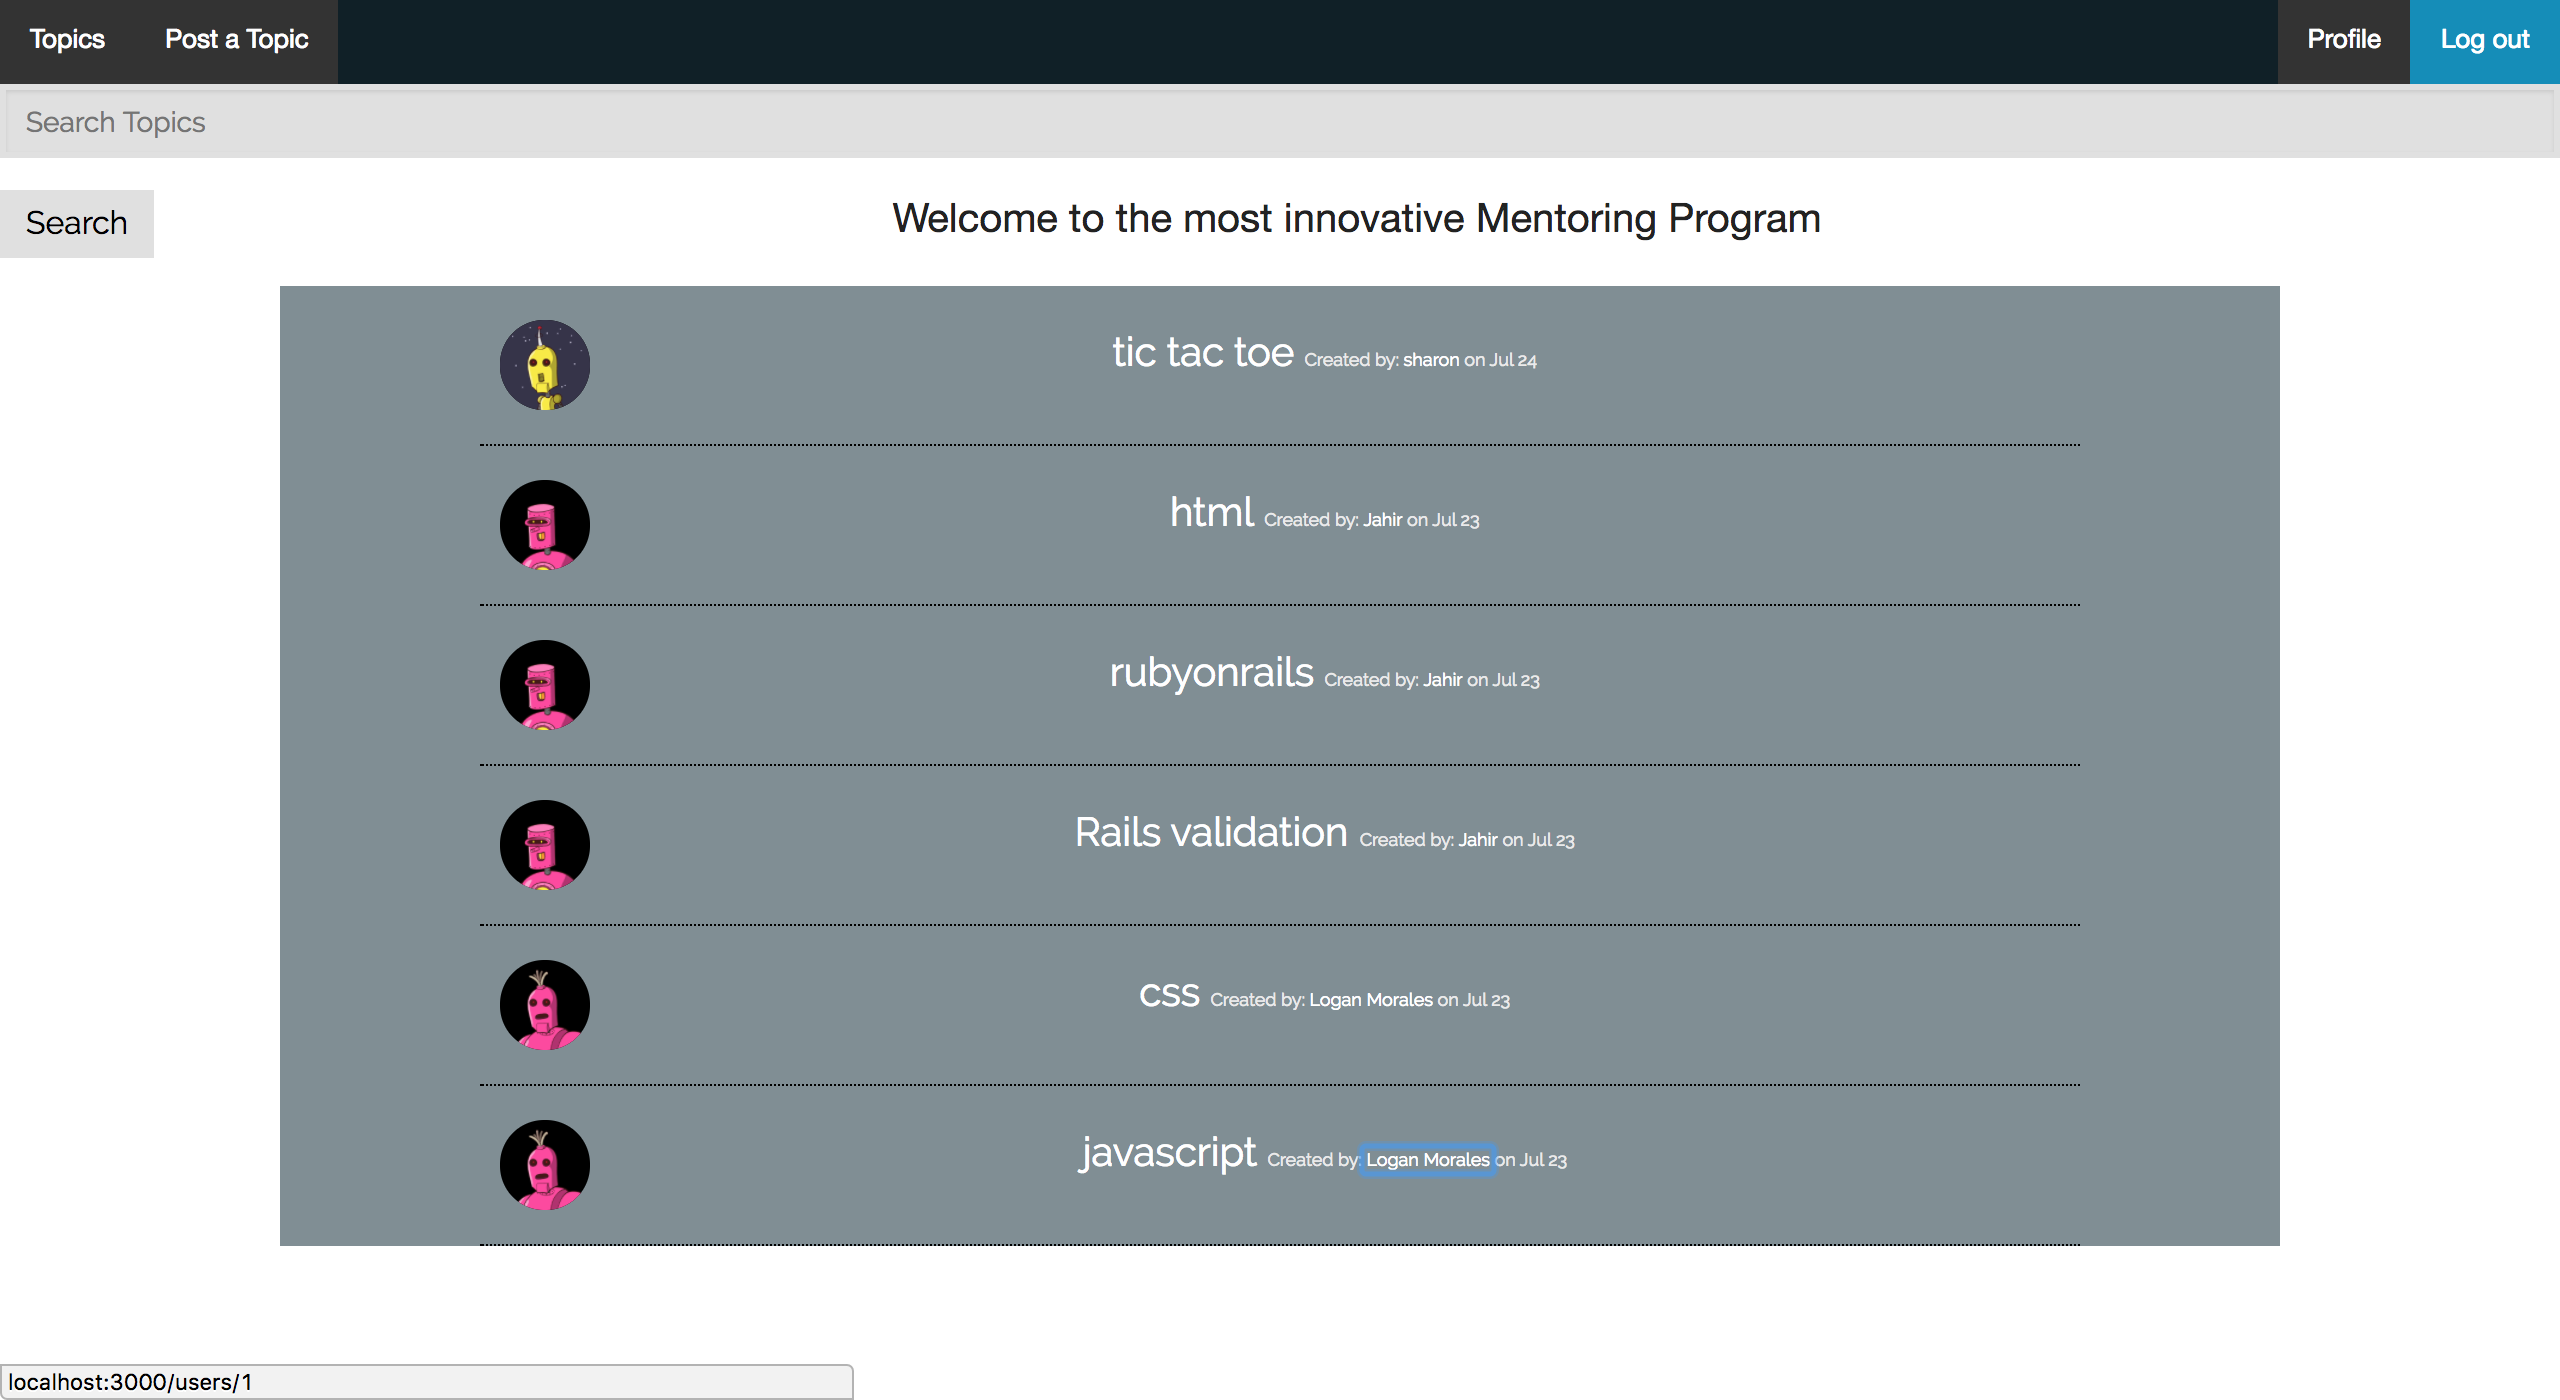 Topics Post a Topic Profile Log out
Search Topics
Search
Welcome to the most innovative Mentoring Program
tic tac toe Created by: sharon on Jul 24
html Created by: Jahir on Jul 23
rubyonrails Created by: Jahir on Jul 23
Rails validation Created by: Jahir on Jul 23
css Created by: Logan Morales on Jul 23
javascript Created by: Logan Morales on Jul 23
localhost:3000/users/1